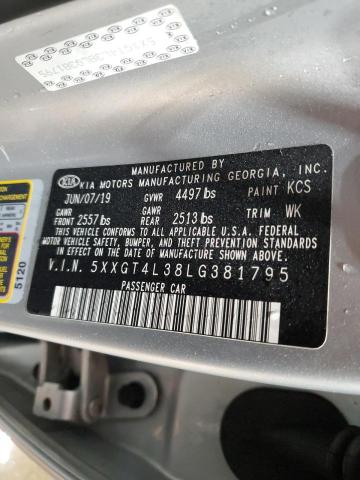 MANUFACTURED BY
KIA KIA MOTORS MANUFACTURING GEORGIA, INC.
JUN/07/19 GVWR 4497 lbs PAINT KCS
GAWR FRONT 2557 lbs GAWR REAR 2513 lbs TRIM WK
THIS VEHICLE CONFORMS TO ALL APPLICABLE U.S.A FEDERAL
MOTOR VEHICLE SAFETY, BUMPER, AND THEFT PREVENTION STANDARDS
IN EFFECT ON THE DATE OF MANUFACTURE SHOWN ABOVE.
V.I.N. 5XXGT4L38LG381795
PASSENGER CAR
5120